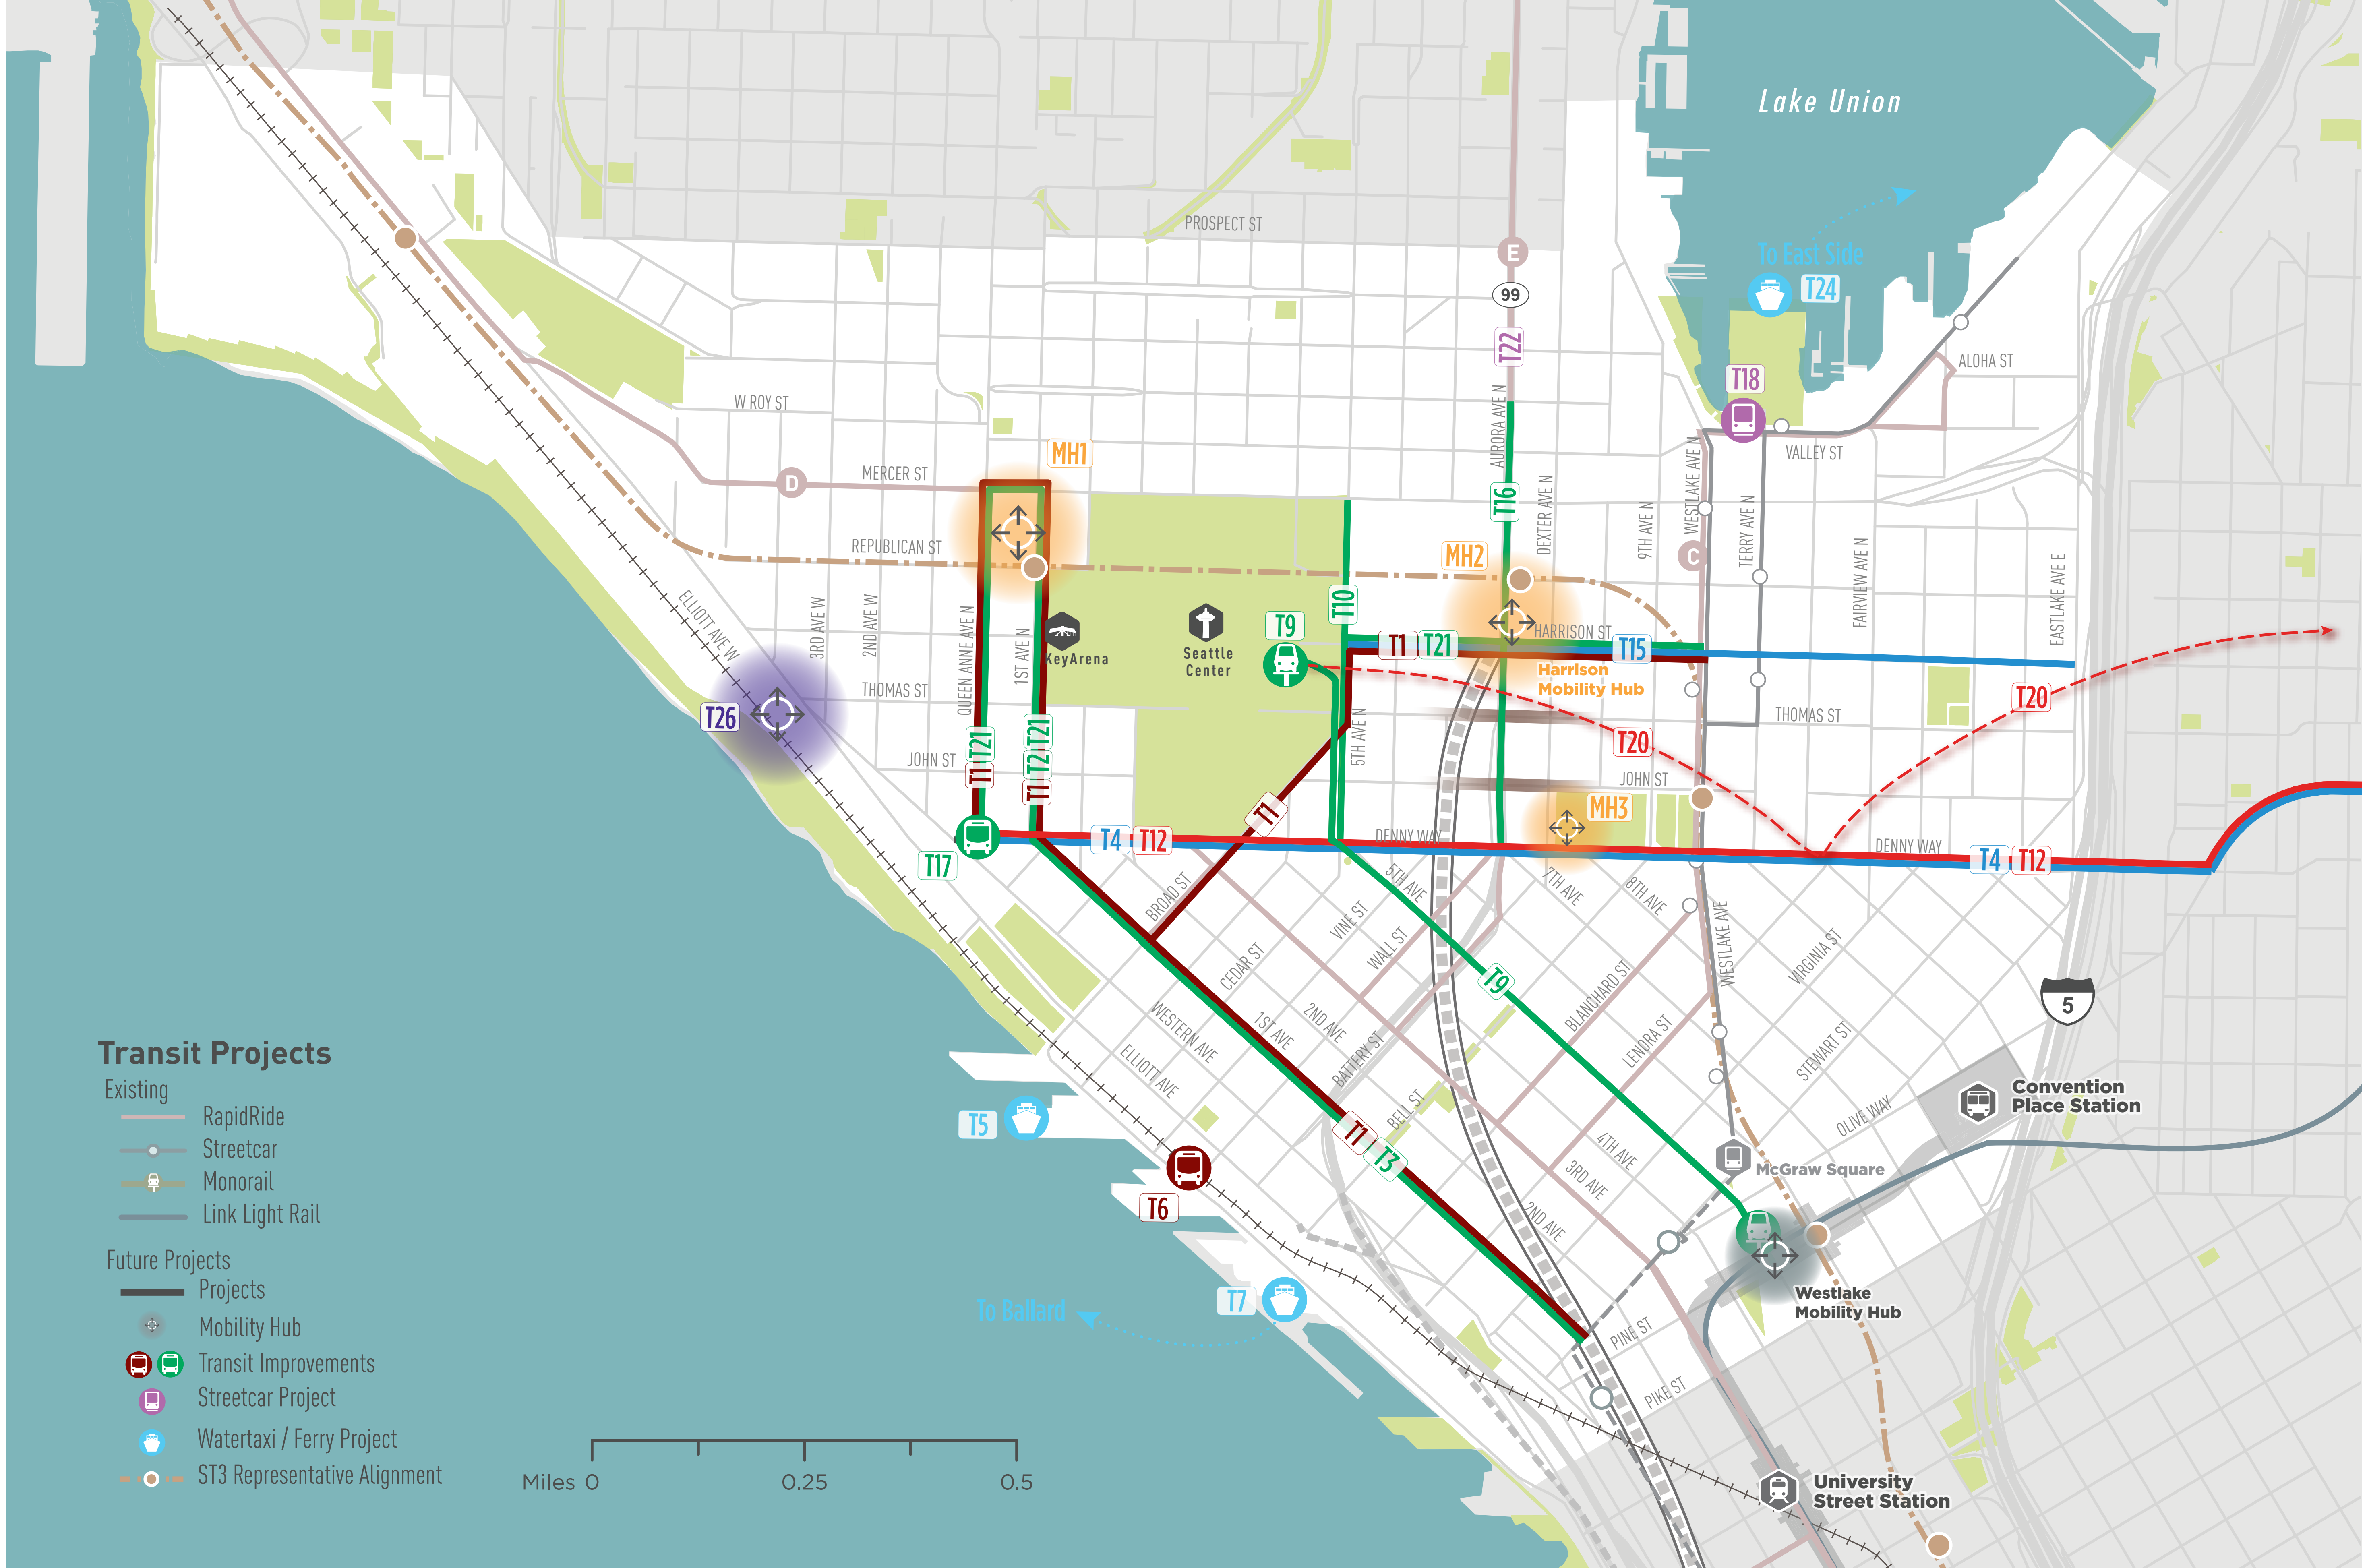 Lake Union
PROSPECT ST
E
To East Side
T24
99
T22
ALOHA ST
T18
W ROY ST
AURORA AVE N
MH1
VALLEY ST
WESTLAKE AVE N
MERCER ST
D
T16
DEXTER AVE N
9TH AVE N
TERRY AVE N
REPUBLICAN ST
MH2
C
FAIRVIEW AVE N
EASTLAKE AVE E
ELLIOTT AVE W
3RD AVE W
2ND AVE W
QUEEN ANNE AVE N
1ST AVE N
KeyArena
Seattle
Center
T9
T10
T1
T21
HARRISON ST
T15
Harrison
Mobility Hub
T20
THOMAS ST
THOMAS ST
T26
5TH AVE N
T20
JOHN ST
T21
T1
T21
T2
T1
JOHN ST
MH3
T1
T17
T4
T12
DENNY WAY
DENNY WAY
T4
T12
BROAD ST
5TH AVE
7TH AVE
8TH AVE
VINE ST
WALL ST
WESTLAKE AVE
VIRGINIA ST
CEDAR ST
T9
BLANCHARD ST
5
WESTERN AVE
1ST AVE
2ND AVE
LENORA ST
STEWART ST
ELLIOTT AVE
BATTERY ST
BELL ST
Convention
Place Station
OLIVE WAY
T5
T1
T3
4TH AVE
3RD AVE
McGraw Square
T6
2ND AVE
To Ballard
T7
Westlake
Mobility Hub
PINE ST
PIKE ST
University
Street Station
Transit Projects
Existing
RapidRide
Streetcar
Monorail
Link Light Rail
Future Projects
Projects
Mobility Hub
Transit Improvements
Streetcar Project
Watertaxi / Ferry Project
ST3 Representative Alignment
Miles 0
0.25
0.5